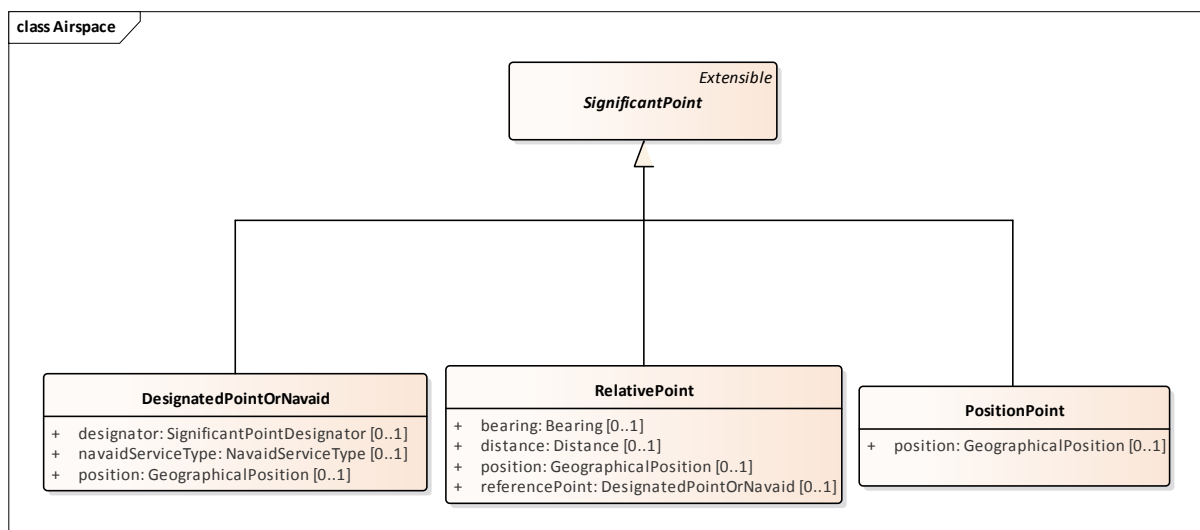 class Airspace
Extensible
SignificantPoint
DesignatedPointOrNavaid
+ designator: SignificantPointDesignator [0..1]
+ navaidServiceType: NavaidServiceType [0..1]
+ position: GeographicalPosition [0..1]
RelativePoint
+ bearing: Bearing [0..1]
+ distance: Distance [0..1]
+ position: GeographicalPosition [0..1]
+ referencePoint: DesignatedPointOrNavaid [0..1]
PositionPoint
+ position: GeographicalPosition [0..1]